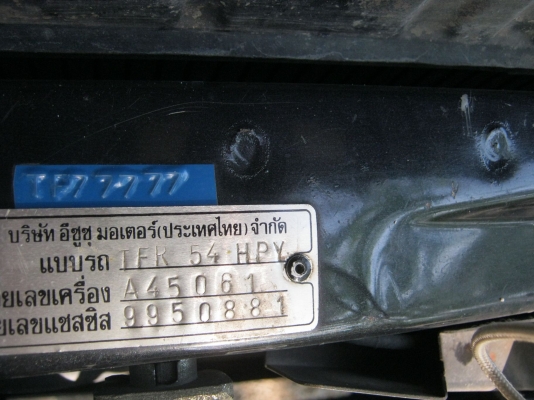 บริษัท อีซูซุ มอเตอร์(ประเทศไทย)จำกัด
แบบรถ TFR 54 HPY
ยเลขเครื่อง A45061
ยเลขแชสซิส 9950881